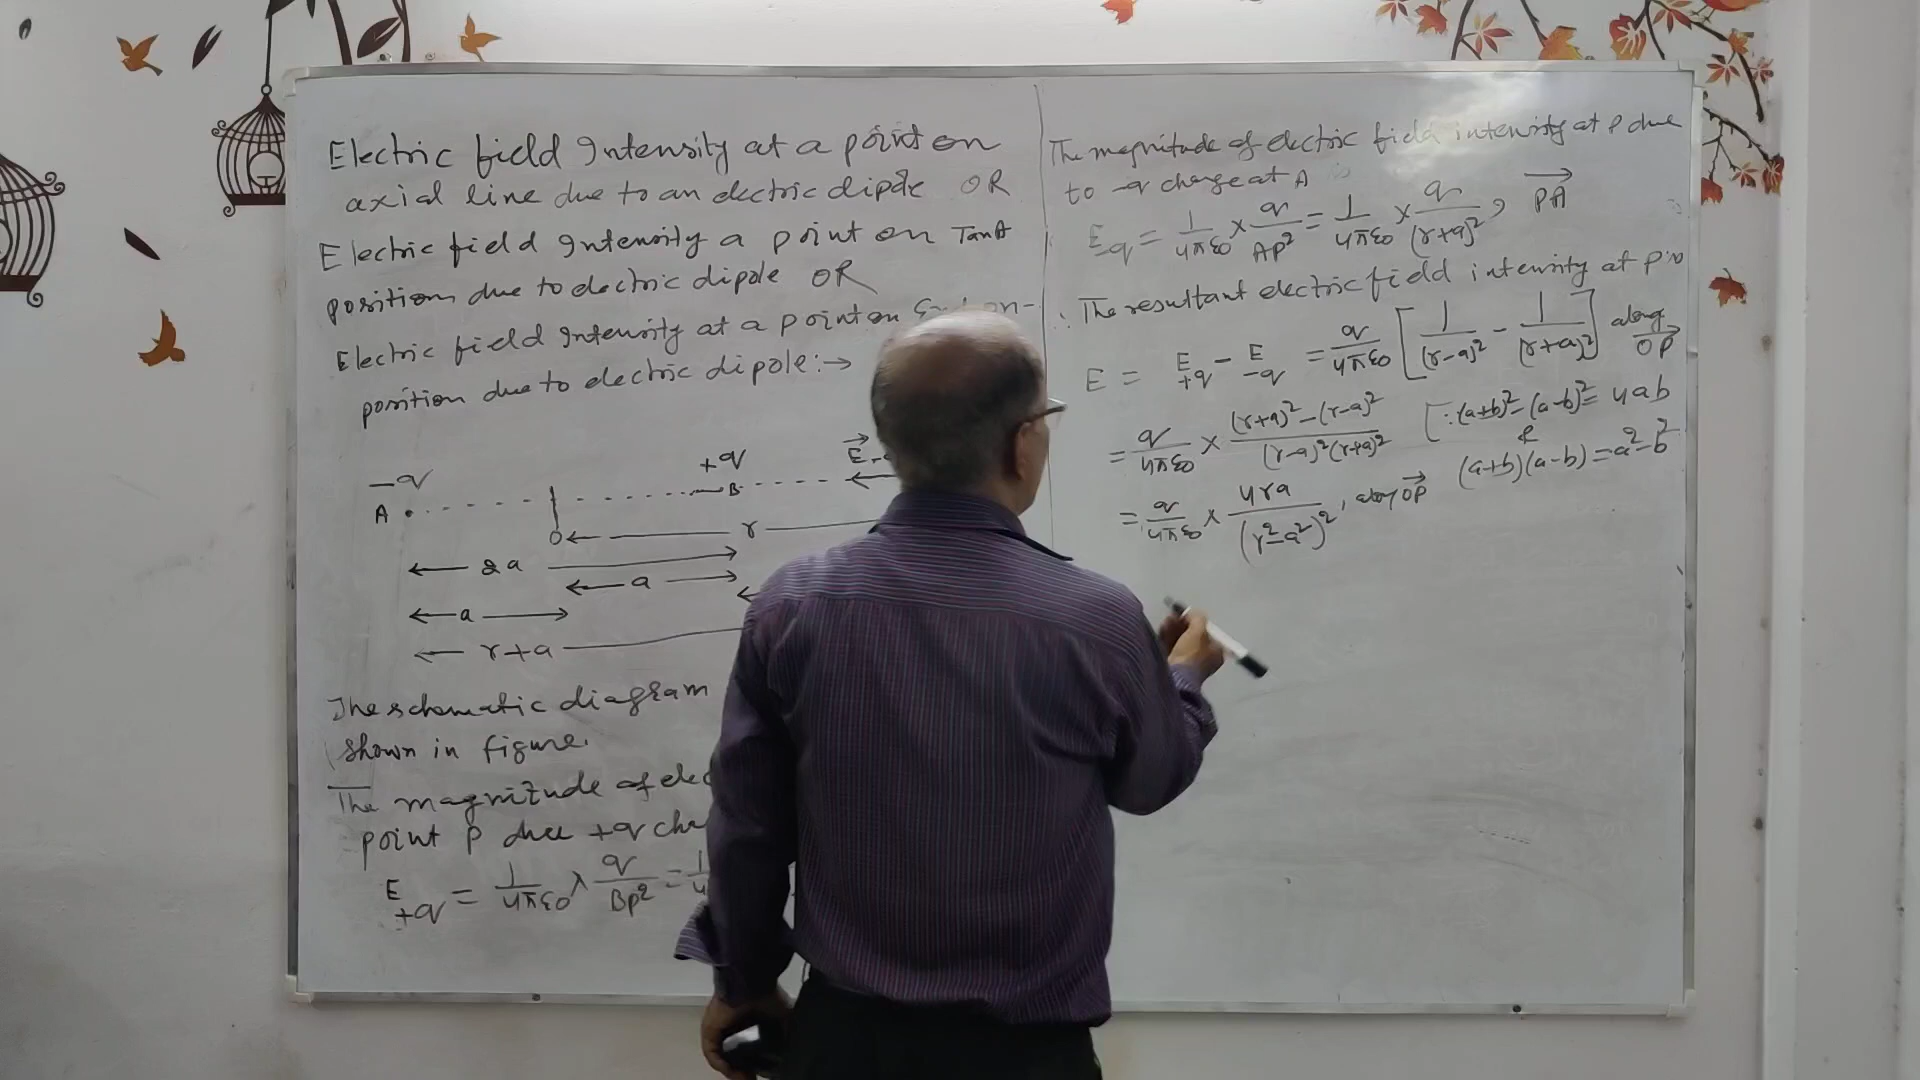 Electric field Intensity at a point on
axial line due to an electric dipole OR
Electric field Intensity a point on Tan A
position due to electric dipole OR
Electric field Intensity at a point on
position due to electric dipole:→
-q
+q
A
B
O
r
2a
a
a
r+a
The schematic diagram
shown in figure.
The magnitude of
point P due +q
E+q = 1/4πε0 × q/BP² =
The magnitude of electric field intensity at P due
to -q charge at A is
E-q = 1/4πε0 × q/AP² = 1/4πε0 × q/(r+a)², PA→
∴ The resultant electric field intensity at P is
E = E+q - E-q = q/4πε0 [1/(r-a)² - 1/(r+a)²] along OP→
= q/4πε0 × (r+a)²-(r-a)²/(r-a)²(r+a)² [∵(a+b)²-(a-b)²= 4ab
&
(a+b)(a-b)=a²-b²
= q/4πε0 × 4ra/(r²-a²)², along OP→